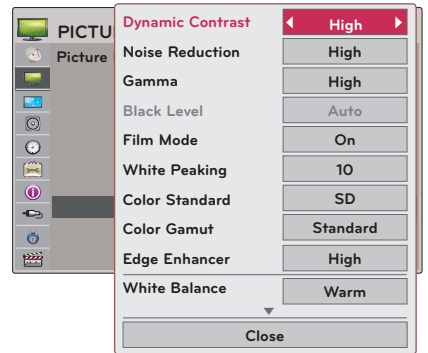 PICTU
Picture
Dynamic Contrast High
Noise Reduction High
Gamma High
Black Level Auto
Film Mode On
White Peaking 10
Color Standard SD
Color Gamut Standard
Edge Enhancer High
White Balance Warm
Close